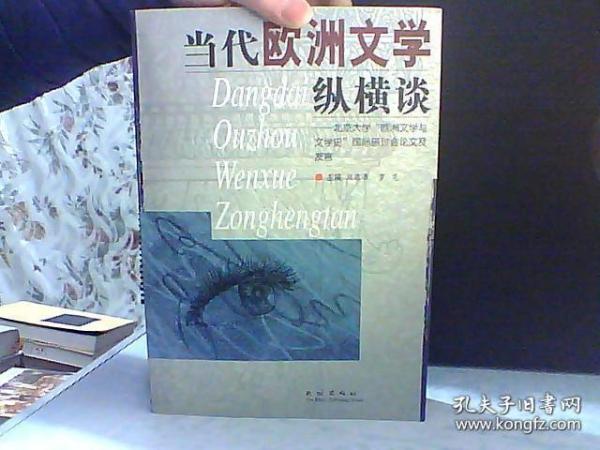 当代欧洲文学
纵横谈
Dangdai
Ouzhou
Wenxue
Zonghengtan
北京大学“欧洲文学与
文学史”国际研讨会论文及
发言
主编
孔夫子旧书网
www.kongfz.com